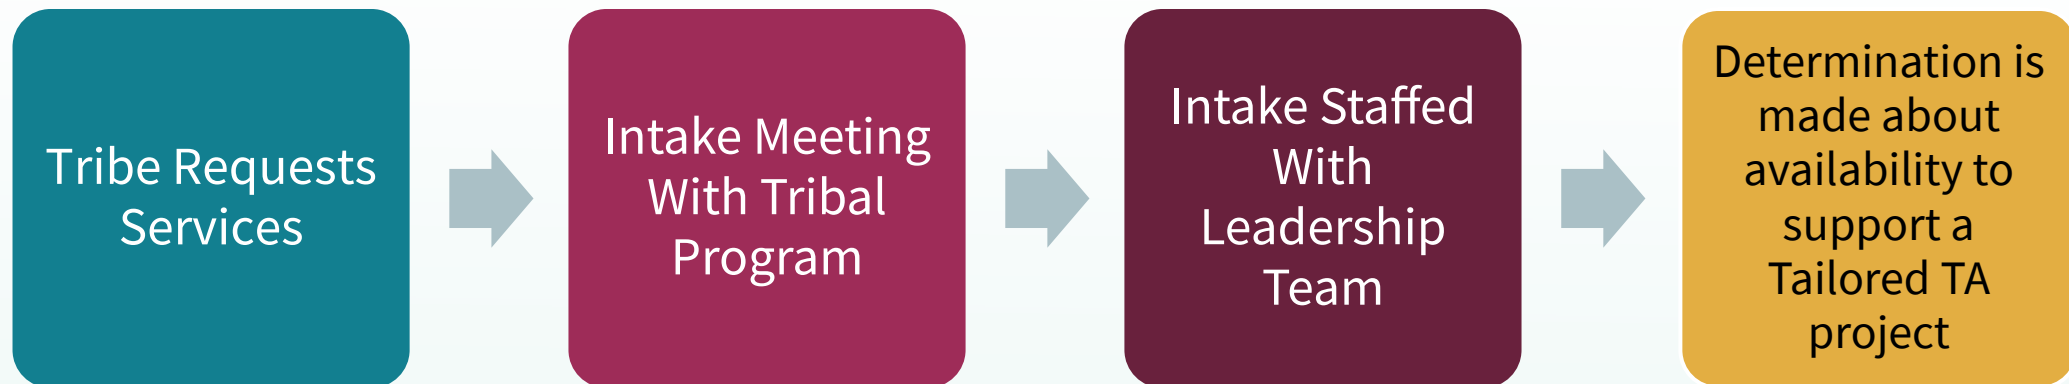 Tribe Requests
Services
Intake Meeting
With Tribal
Program
Intake Staffed
With
Leadership
Team
Determination is
made about
availability to
support a
Tailored TA
project